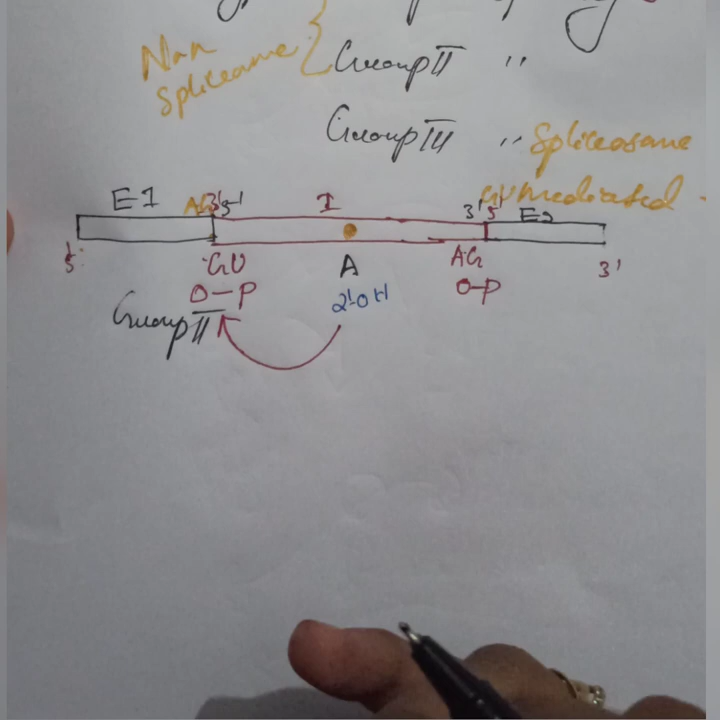 Non
Spliceame
Group II "
Group III " Spliceosome
mediated
E1 AG 3' 5' I 3' 5' E2
5' GU A AG 3'
O-P 2'-OH O-P
Group II